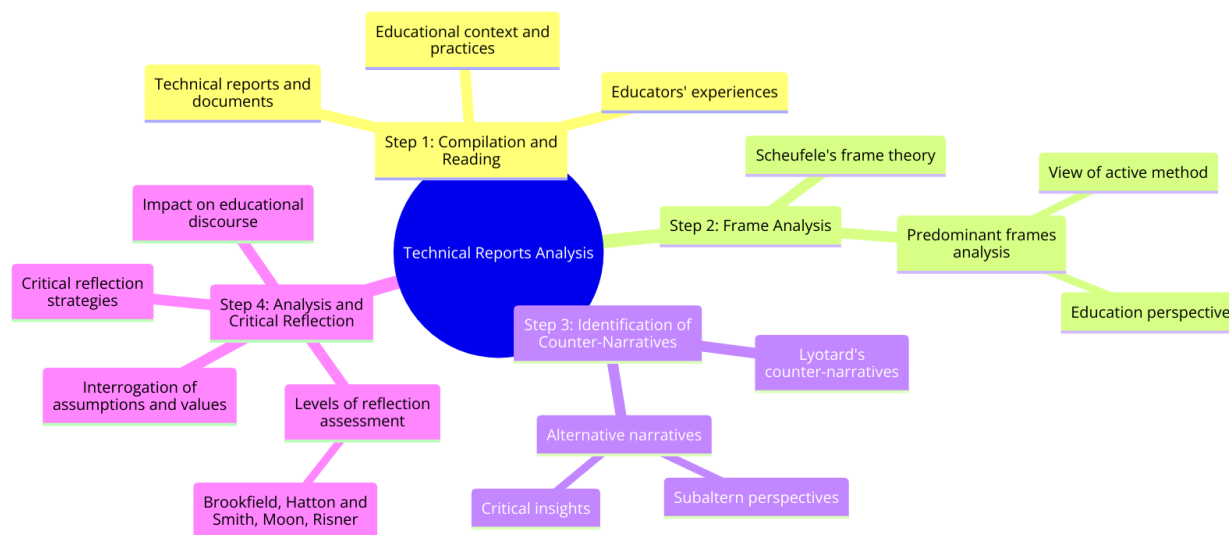 Educational context and
practices
Technical reports and
documents
Educators' experiences
Step 1: Compilation and
Reading
Scheufele's frame theory
View of active method
Step 2: Frame Analysis
Predominant frames
analysis
Education perspective
Technical Reports Analysis
Impact on educational
discourse
Critical reflection
strategies
Step 4: Analysis and
Critical Reflection
Interrogation of
assumptions and values
Levels of reflection
assessment
Brookfield, Hatton and
Smith, Moon, Risner
Step 3: Identification of
Counter-Narratives
Lyotard's
counter-narratives
Alternative narratives
Critical insights
Subaltern perspectives